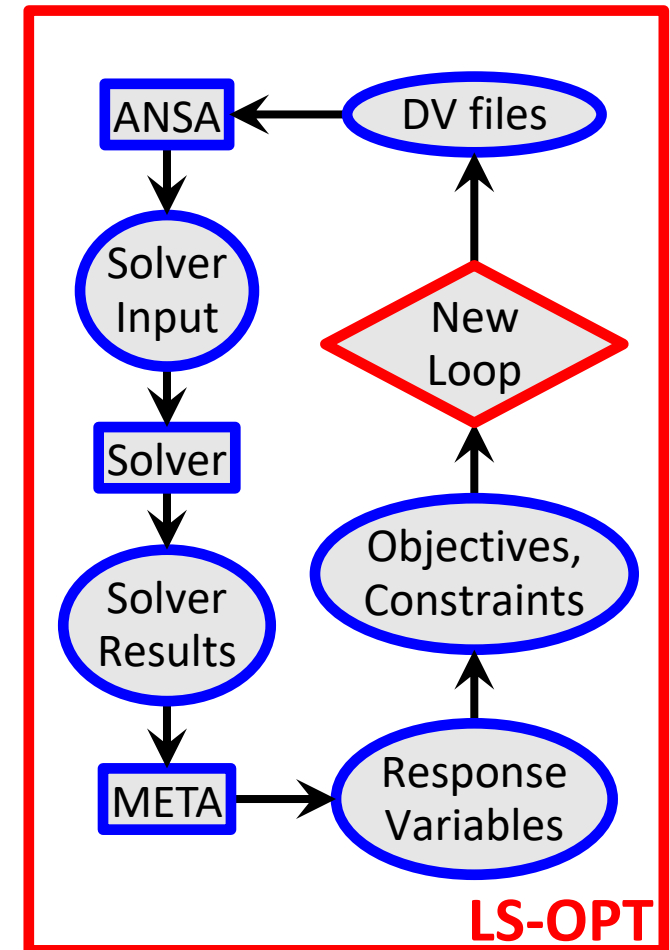 ANSA
DV files
Solver
Input
New
Loop
Solver
Objectives,
Constraints
Solver
Results
META
Response
Variables
LS-OPT